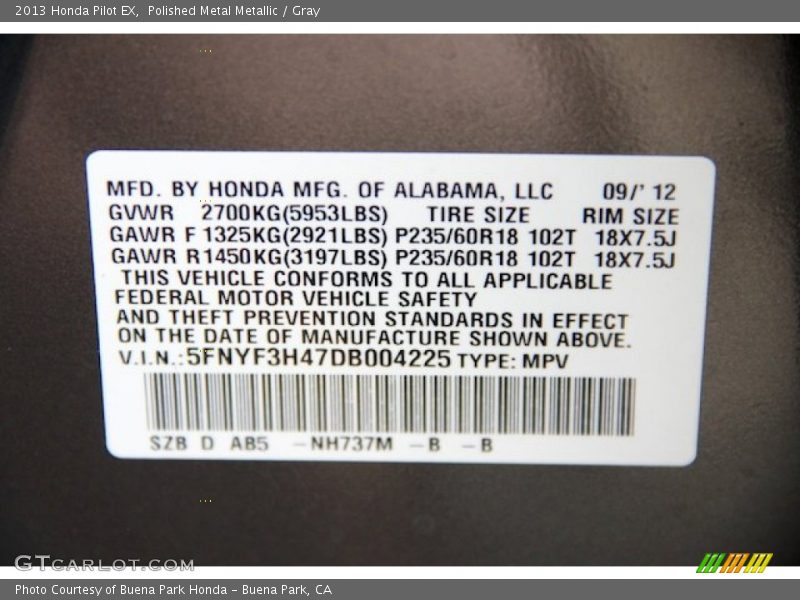 2013 Honda Pilot EX, Polished Metal Metallic / Gray
MFD. BY HONDA MFG. OF ALABAMA, LLC 09/' 12
GVWR 2700KG(5953LBS) TIRE SIZE RIM SIZE
GAWR F 1325KG(2921LBS) P235/60R18 102T 18X7.5J
GAWR R1450KG(3197LBS) P235/60R18 102T 18X7.5J
THIS VEHICLE CONFORMS TO ALL APPLICABLE
FEDERAL MOTOR VEHICLE SAFETY
AND THEFT PREVENTION STANDARDS IN EFFECT
ON THE DATE OF MANUFACTURE SHOWN ABOVE.
V.I.N.: 5FNYF3H47DB004225 TYPE: MPV
SZB D AB5 –NH737M –B –B
GTCARLOT.COM
Photo Courtesy of Buena Park Honda – Buena Park, CA